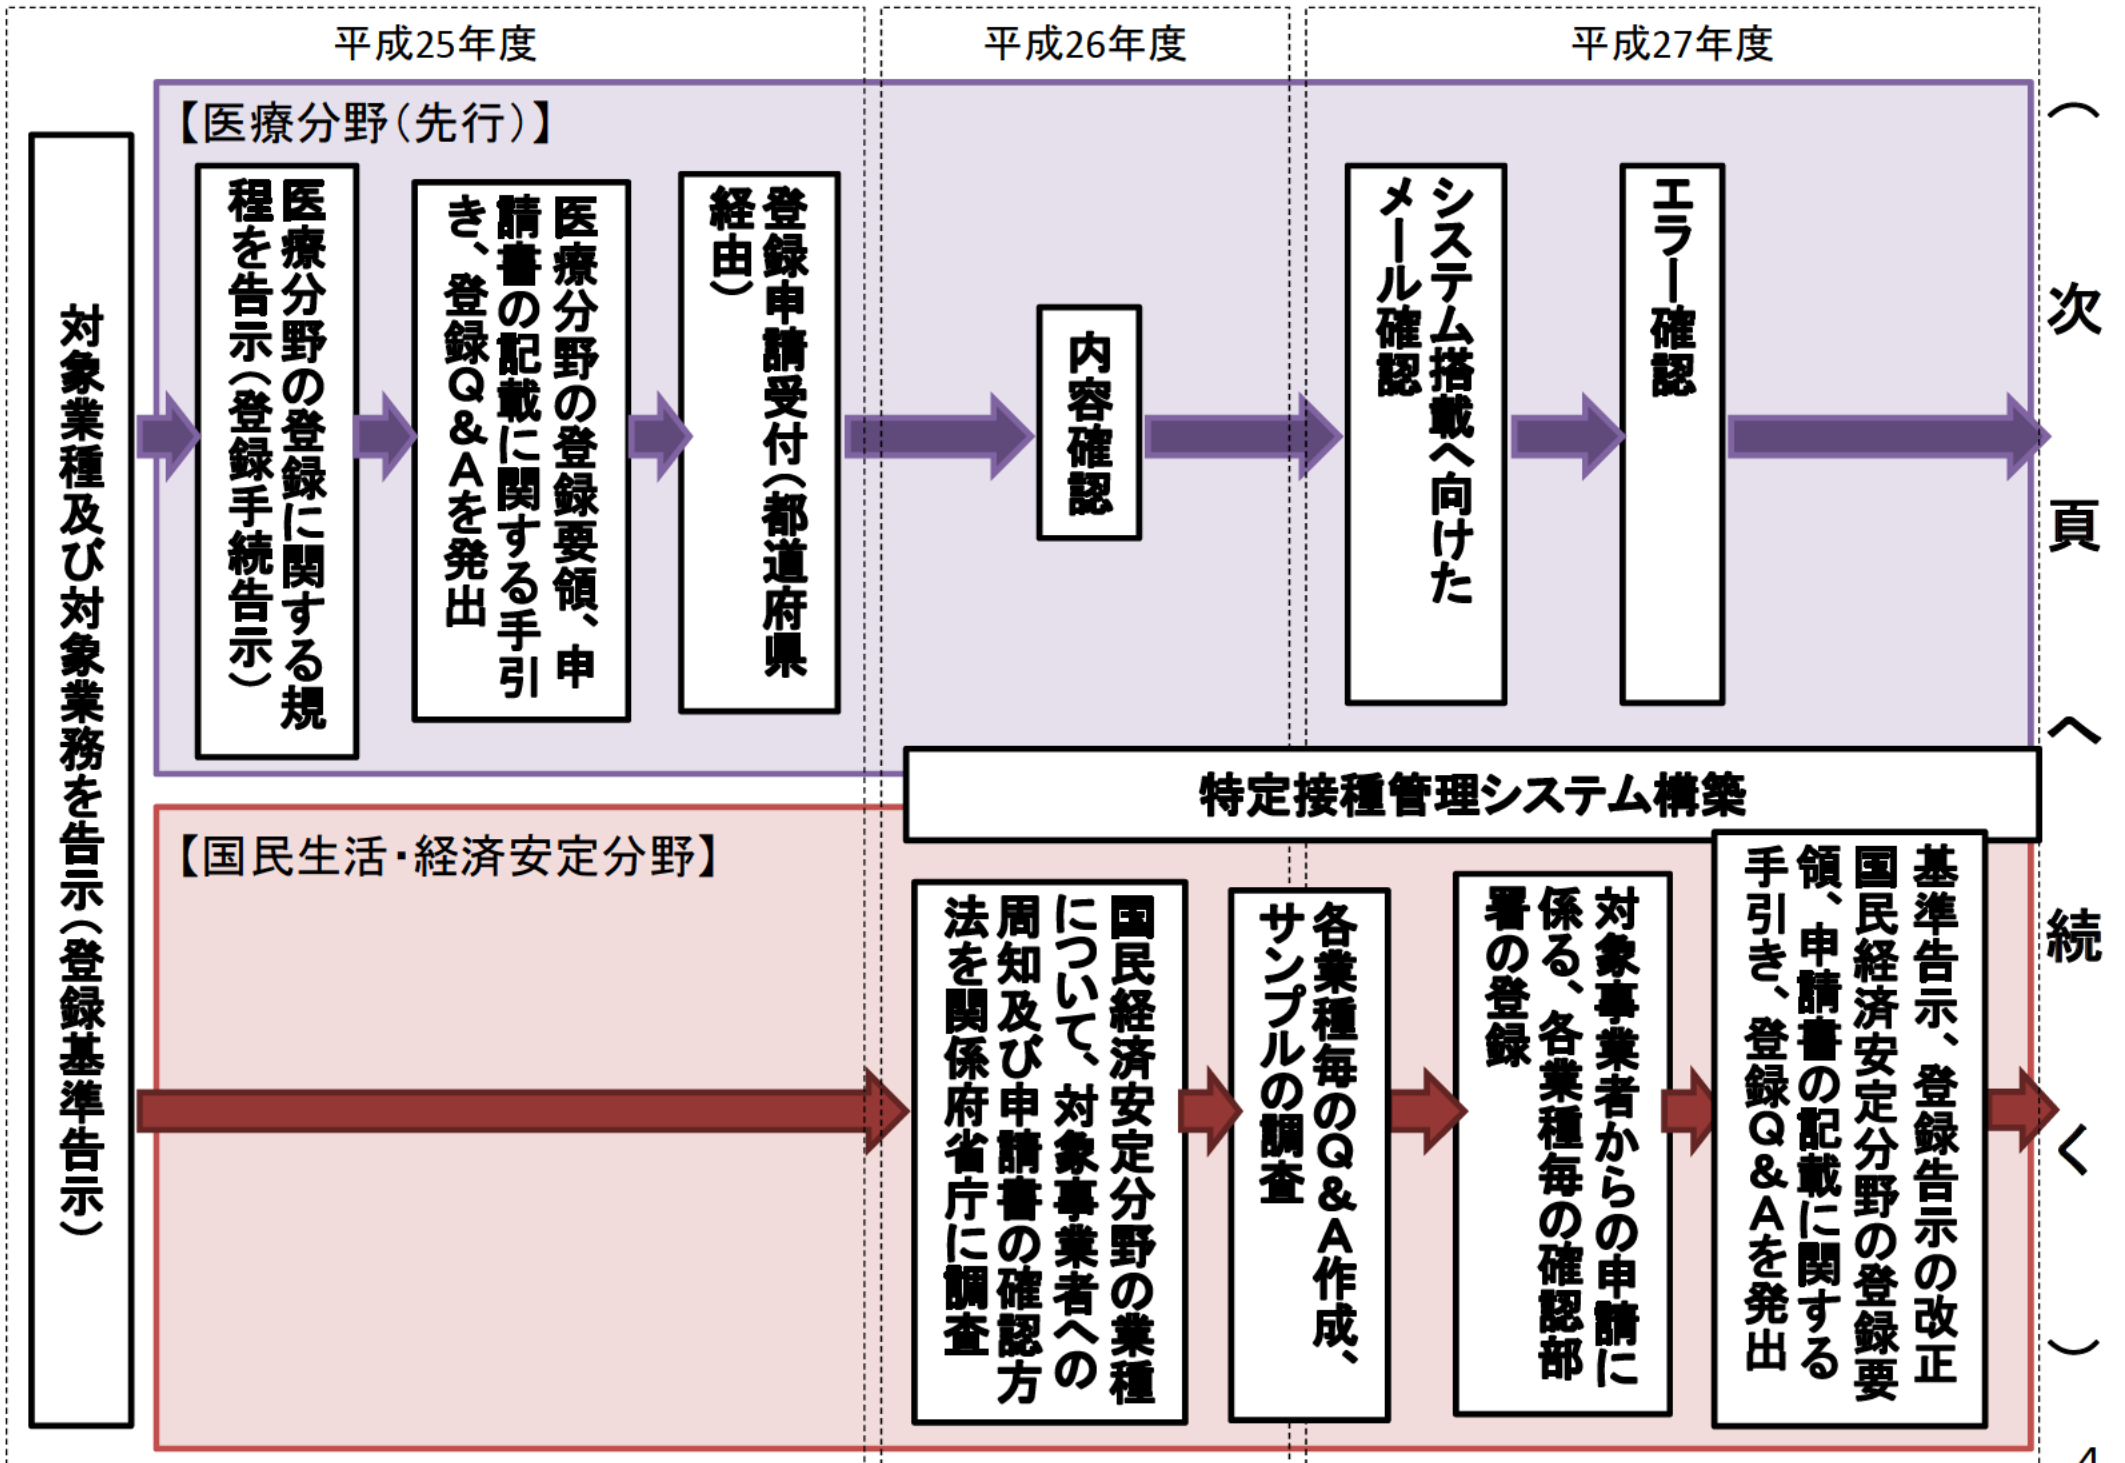 平成25年度
平成26年度
平成27年度
対象業種及び対象業務を告示（登録基準告示）
【医療分野（先行）】
医療分野の登録に関する規
程を告示（登録手続告示）
医療分野の登録要領、申
請書の記載に関する手引
き、登録Q&Aを発出
登録申請受付（都道府県
経由）
内容確認
システム搭載へ向けた
メール確認
エラー確認
特定接種管理システム構築
【国民生活・経済安定分野】
国民経済安定分野の業種
について、対象事業者への
周知及び申請書の確認方
法を関係府省庁に調査
各業種毎のQ&A作成、
サンプルの調査
対象事業者からの申請に
係る、各業種毎の確認部
署の登録
基準告示、登録告示の改正
国民経済安定分野の登録要
領、申請書の記載に関する
手引き、登録Q&Aを発出
（次頁へ続く）